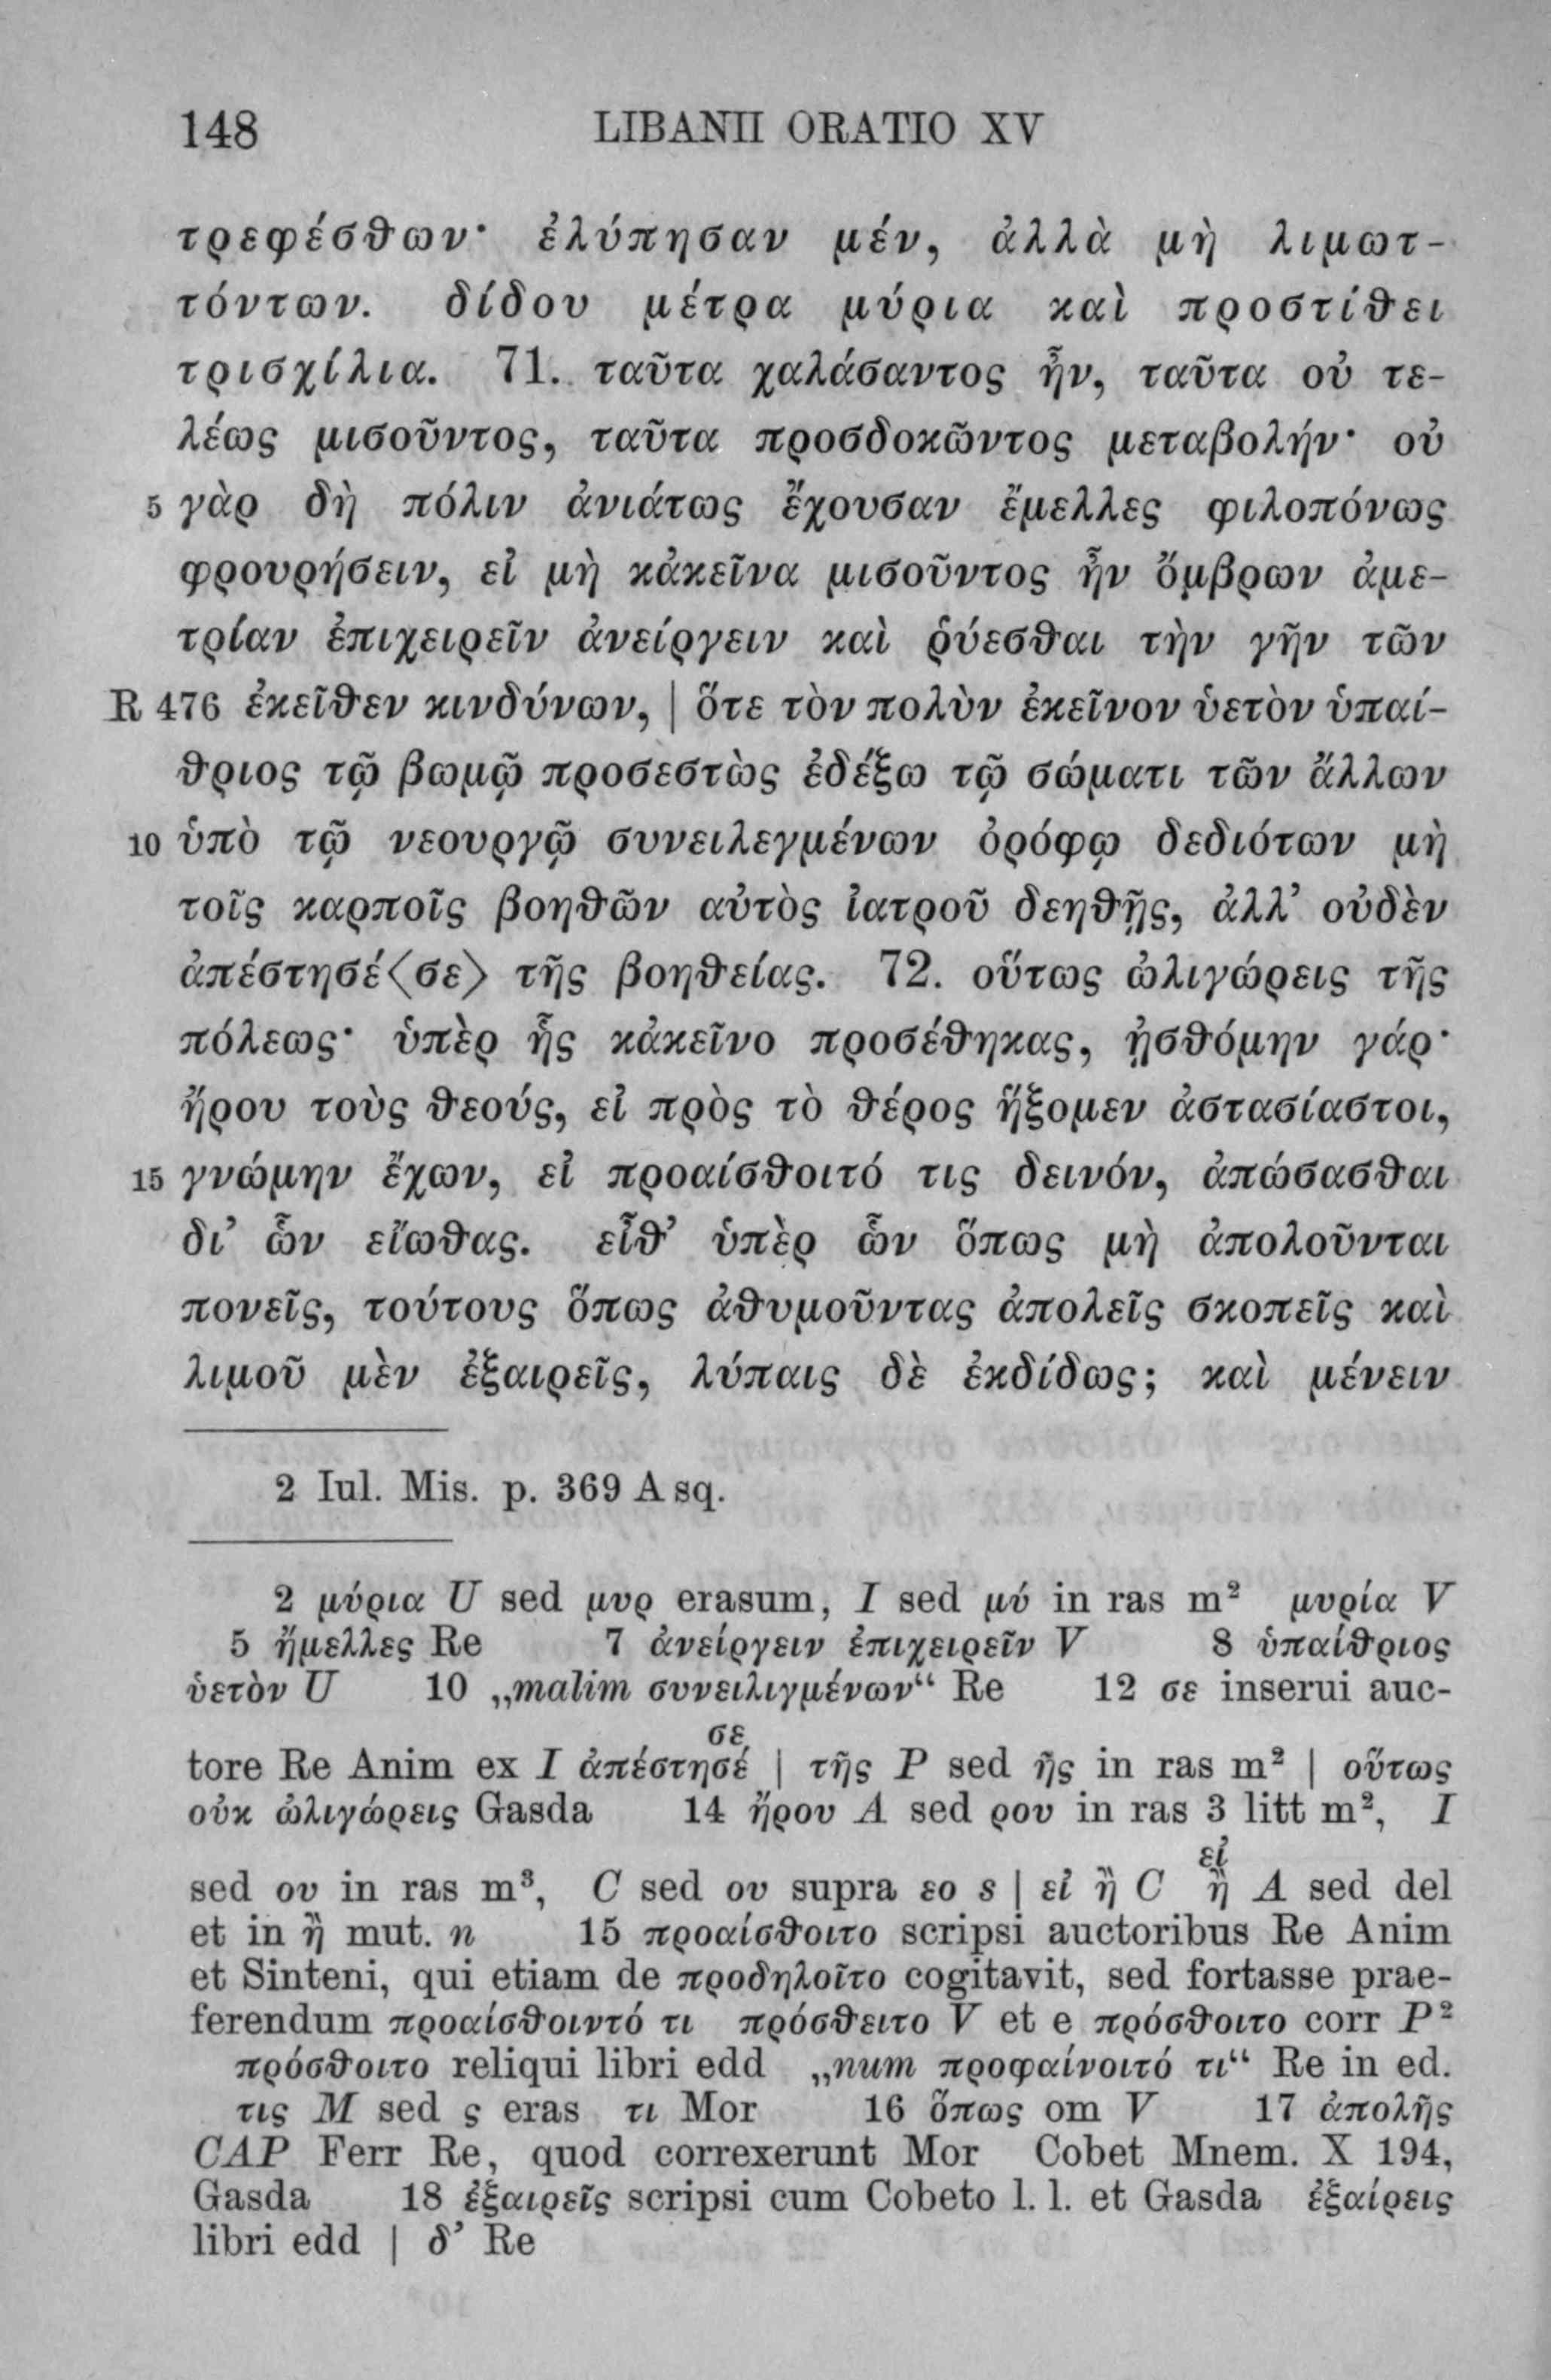 148 LIBANII ORATIO XV
τρεφέσθων· ἐλύπησαν μέν, ἀλλὰ μὴ λιμωτ-
τόντων. δίδου μέτρα μύρια καὶ προστίθει
τρισχίλια. 71. ταῦτα χαλάσαντος ἦν, ταῦτα οὐ τε-
λέως μισοῦντος, ταῦτα προσδοκῶντος μεταβολήν· οὐ
5 γὰρ δὴ πόλιν ἀνιάτως ἔχουσαν ἔμελλες φιλοπόνως
φρουρήσειν, εἰ μὴ κἀκεῖνα μισοῦντος ἦν ὄμβρων ἀμε-
τρίαν ἐπιχειρεῖν ἀνείργειν καὶ ῥύεσθαι τὴν γῆν τῶν
R 476 ἐκεῖθεν κινδύνων, | ὅτε τὸν πολὺν ἐκεῖνον ὑετὸν ὑπαί-
θριος τῷ βωμῷ προσεστὼς ἐδέξω τῷ σώματι τῶν ἄλλων
10 ὑπὸ τῷ νεουργῷ συνειλεγμένων ὀρόφῳ δεδιότων μὴ
τοῖς καρποῖς βοηθῶν αὐτὸς ἰατροῦ δεηθῇς, ἀλλ’ οὐδὲν
ἀπέστησέ⟨σε⟩ τῆς βοηθείας. 72. οὕτως ὠλιγώρεις τῆς
πόλεως· ὑπὲρ ἧς κἀκεῖνο προσέθηκας, ᾐσθόμην γάρ·
ἤρου τοὺς θεούς, εἰ πρὸς τὸ θέρος ἥξομεν ἀστασίαστοι,
15 γνώμην ἔχων, εἰ προαίσθοιτό τις δεινόν, ἀπώσασθαι
δι’ ὧν εἴωθας. εἶθ’ ὑπὲρ ὧν ὅπως μὴ ἀπολοῦνται
πονεῖς, τούτους ὅπως ἀθυμοῦντας ἀπολεῖς σκοπεῖς καὶ
λιμοῦ μὲν ἐξαιρεῖς, λύπαις δὲ ἐκδίδως; καὶ μένειν
2 Iul. Mis. p. 369 A sq.
2 μύρια U sed μυρ erasum, I sed μύ in ras m² μυρία V
5 ἤμελλες Re 7 ἀνείργειν ἐπιχειρεῖν V 8 ὑπαίθριος
ὑετὸν U 10 „malim συνειλιγμένων“ Re 12 σε inserui auc-
σε
tore Re Anim ex I ἀπέστησέ | τῆς P sed ῆς in ras m² | οὕτως
οὐκ ὠλιγώρεις Gasda 14 ἤρου A sed ρου in ras 3 litt m², I
εἰ
sed ου in ras m³, C sed ου supra εο s | εἰ ἢ C ἢ A sed del
et in ἢ mut. n 15 προαίσθοιτο scripsi auctoribus Re Anim
et Sinteni, qui etiam de προδηλοῖτο cogitavit, sed fortasse prae-
ferendum προαίσθοιντό τι πρόσθειτο V et e πρόσθοιτο corr P²
πρόσθοιτο reliqui libri edd „num προφαίνοιτό τι“ Re in ed.
τις M sed ς eras τι Mor 16 ὅπως om V 17 ἀπολῆς
CAP Ferr Re, quod correxerunt Mor Cobet Mnem. X 194,
Gasda 18 ἐξαιρεῖς scripsi cum Cobeto l. l. et Gasda ἐξαίρεις
libri edd | δ’ Re